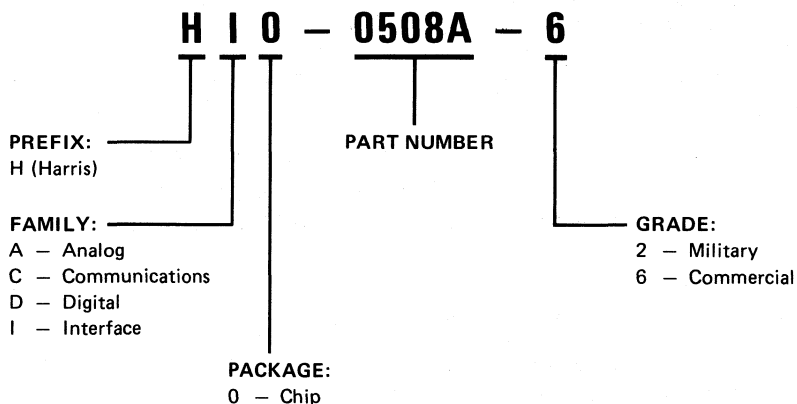 H I 0 – 0508A – 6
PREFIX:
H (Harris)
PART NUMBER
FAMILY:
A – Analog
C – Communications
D – Digital
I – Interface
GRADE:
2 – Military
6 – Commercial
PACKAGE:
0 – Chip